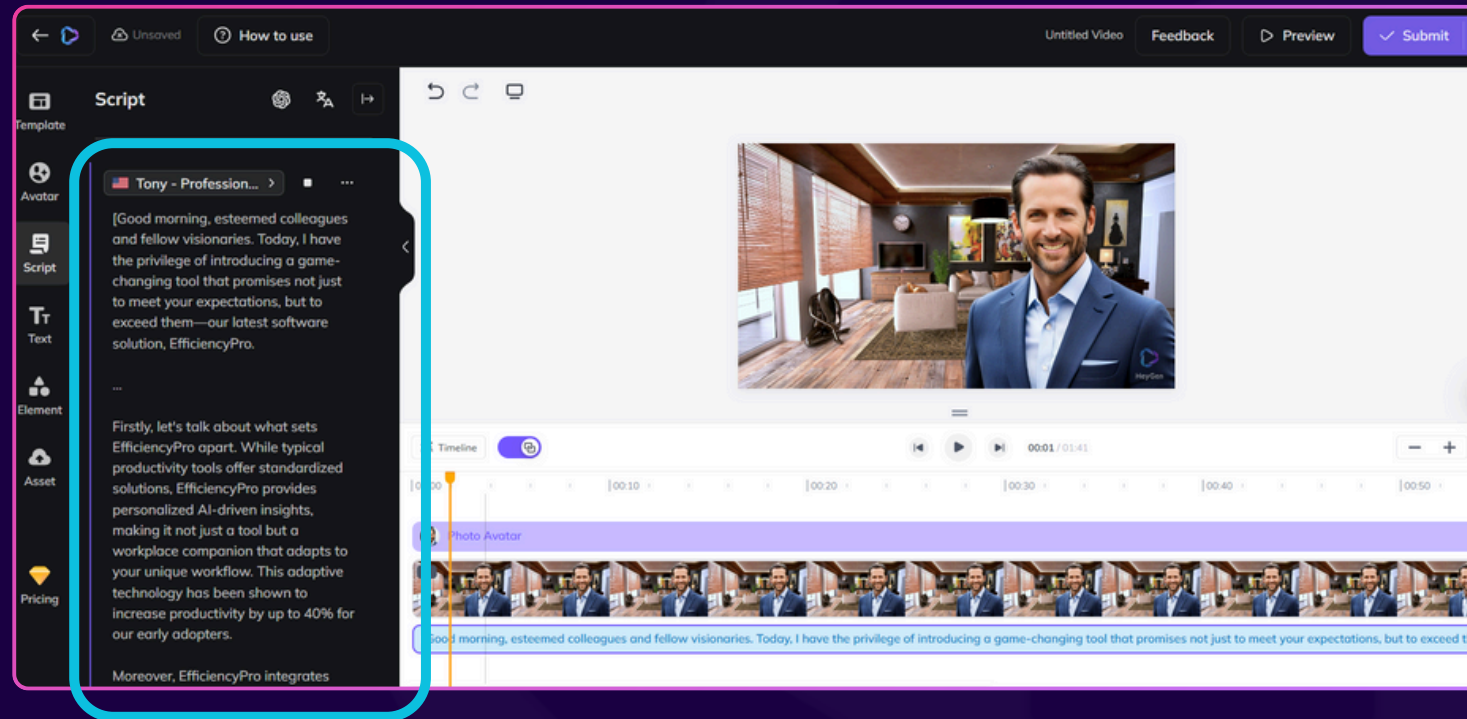 Unsaved
How to use
Untitled Video
Feedback
Preview
Submit
Template
Avatar
Script
Text
Element
Asset
Pricing
Script
Tony - Profession...
[Good morning, esteemed colleagues
and fellow visionaries. Today, I have
the privilege of introducing a game-
changing tool that promises not just
to meet your expectations, but to
exceed them—our latest software
solution, EfficiencyPro.
...
Firstly, let's talk about what sets
EfficiencyPro apart. While typical
productivity tools offer standardized
solutions, EfficiencyPro provides
personalized AI-driven insights,
making it not just a tool but a
workplace companion that adapts to
your unique workflow. This adaptive
technology has been shown to
increase productivity by up to 40% for
our early adopters.
Moreover, EfficiencyPro integrates
HeyGen
Timeline
00:01 / 01:41
00:10
00:20
00:30
00:40
00:50
Photo Avatar
Good morning, esteemed colleagues and fellow visionaries. Today, I have the privilege of introducing a game-changing tool that promises not just to meet your expectations, but to exceed